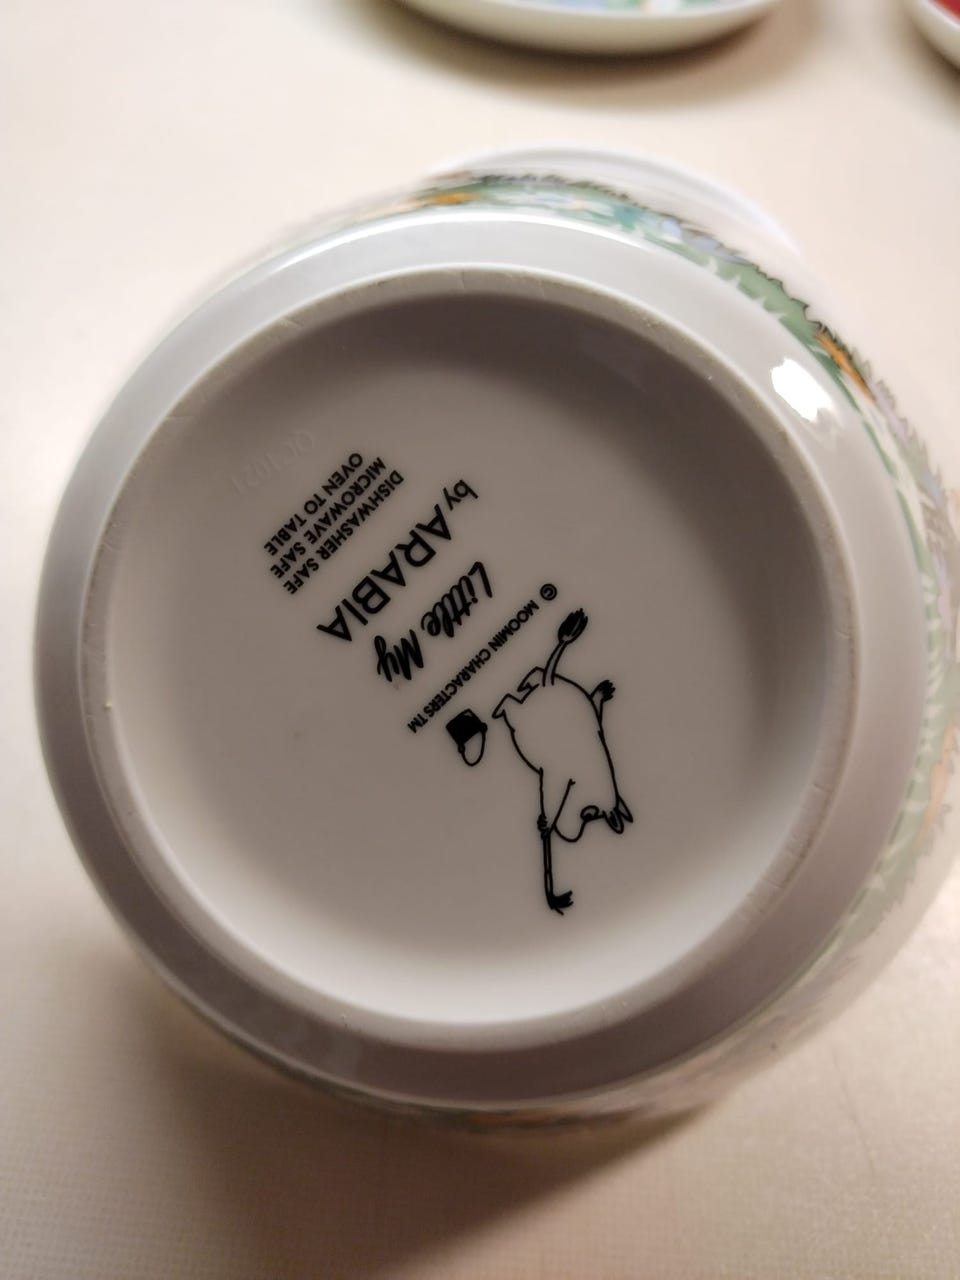 © MOOMIN CHARACTERS TM
Little My
by ARABIA
DISHWASHER SAFE
MICROWAVE SAFE
OVEN TO TABLE